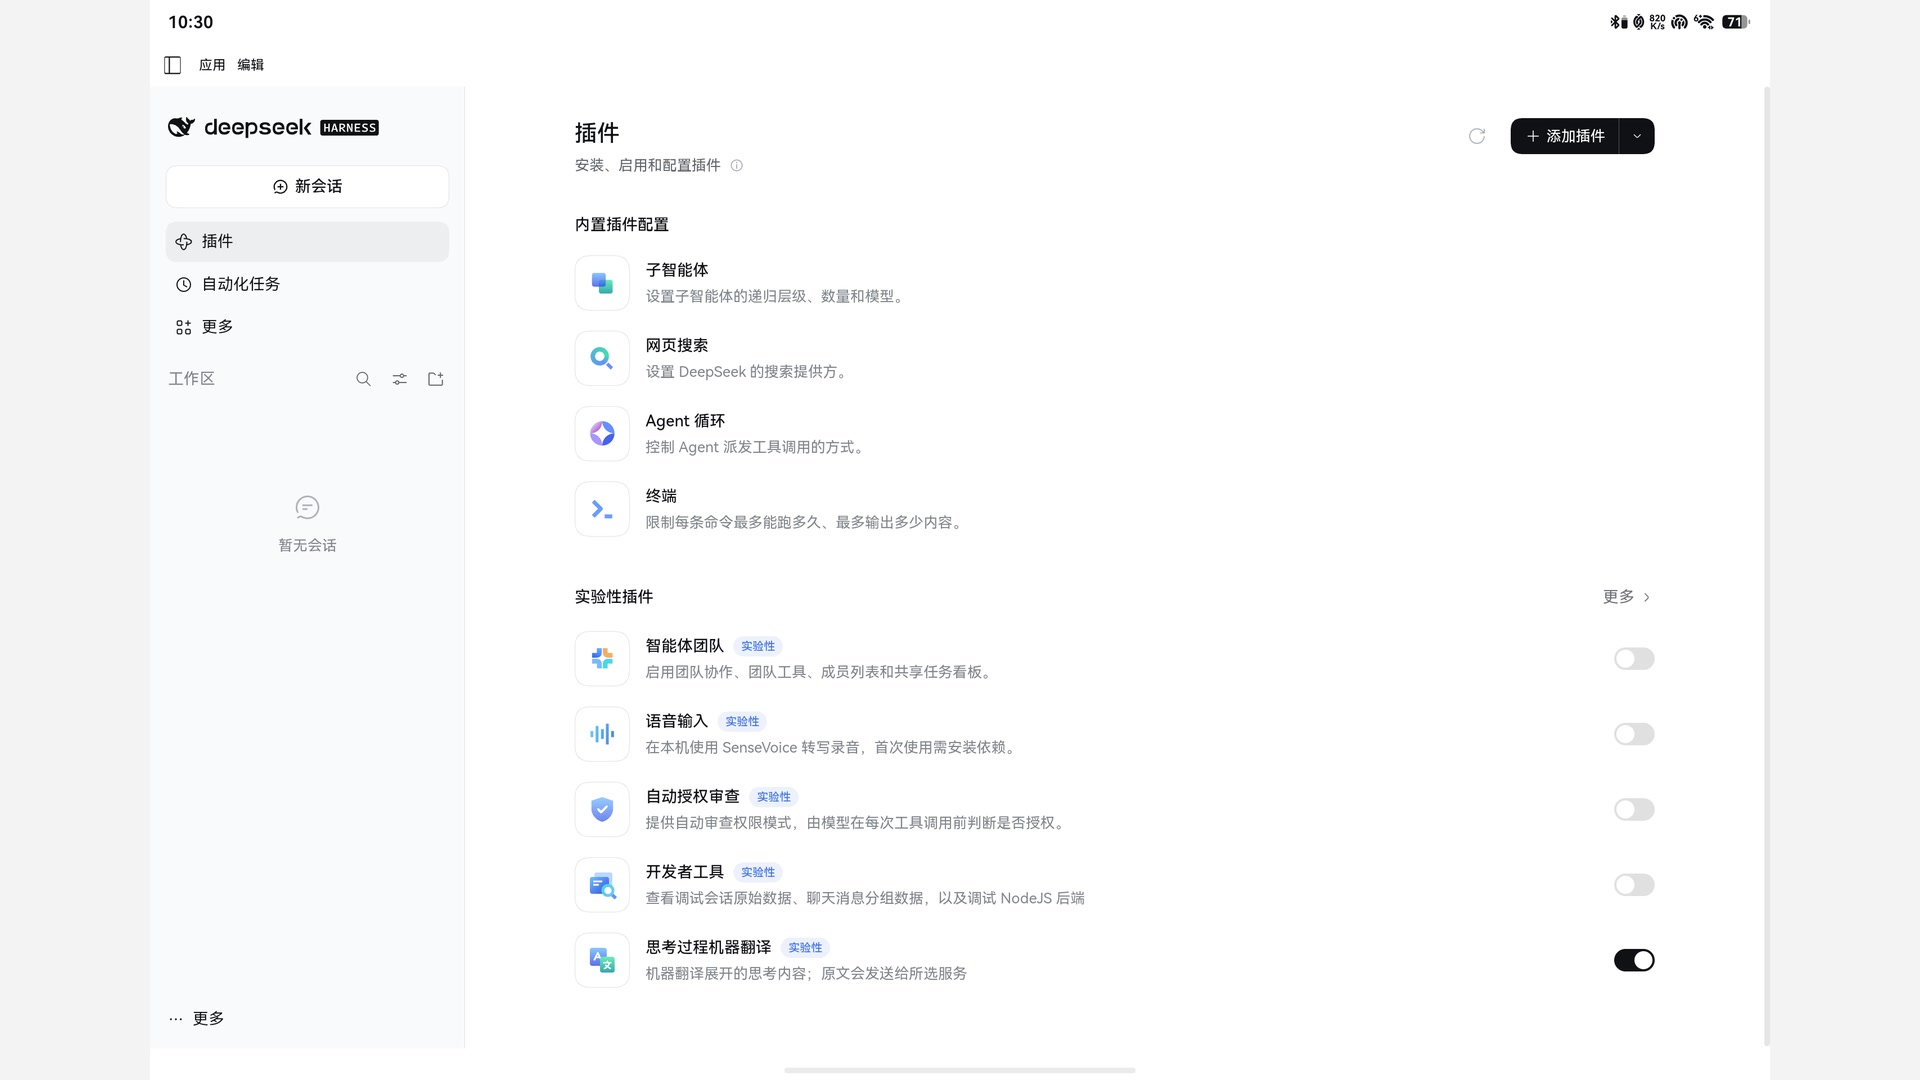 10:30
820
K/s
71
应用 编辑
deepseek HARNESS
新会话
插件
自动化任务
更多
工作区
暂无会话
更多
插件
安装、启用和配置插件
添加插件
内置插件配置
子智能体
设置子智能体的递归层级、数量和模型。
网页搜索
设置 DeepSeek 的搜索提供方。
Agent 循环
控制 Agent 派发工具调用的方式。
终端
限制每条命令最多能跑多久、最多输出多少内容。
实验性插件
更多
智能体团队 实验性
启用团队协作、团队工具、成员列表和共享任务看板。
语音输入 实验性
在本机使用 SenseVoice 转写录音，首次使用需安装依赖。
自动授权审查 实验性
提供自动审查权限模式，由模型在每次工具调用前判断是否授权。
开发者工具 实验性
查看调试会话原始数据、聊天消息分组数据，以及调试 NodeJS 后端
思考过程机器翻译 实验性
机器翻译展开的思考内容；原文会发送给所选服务